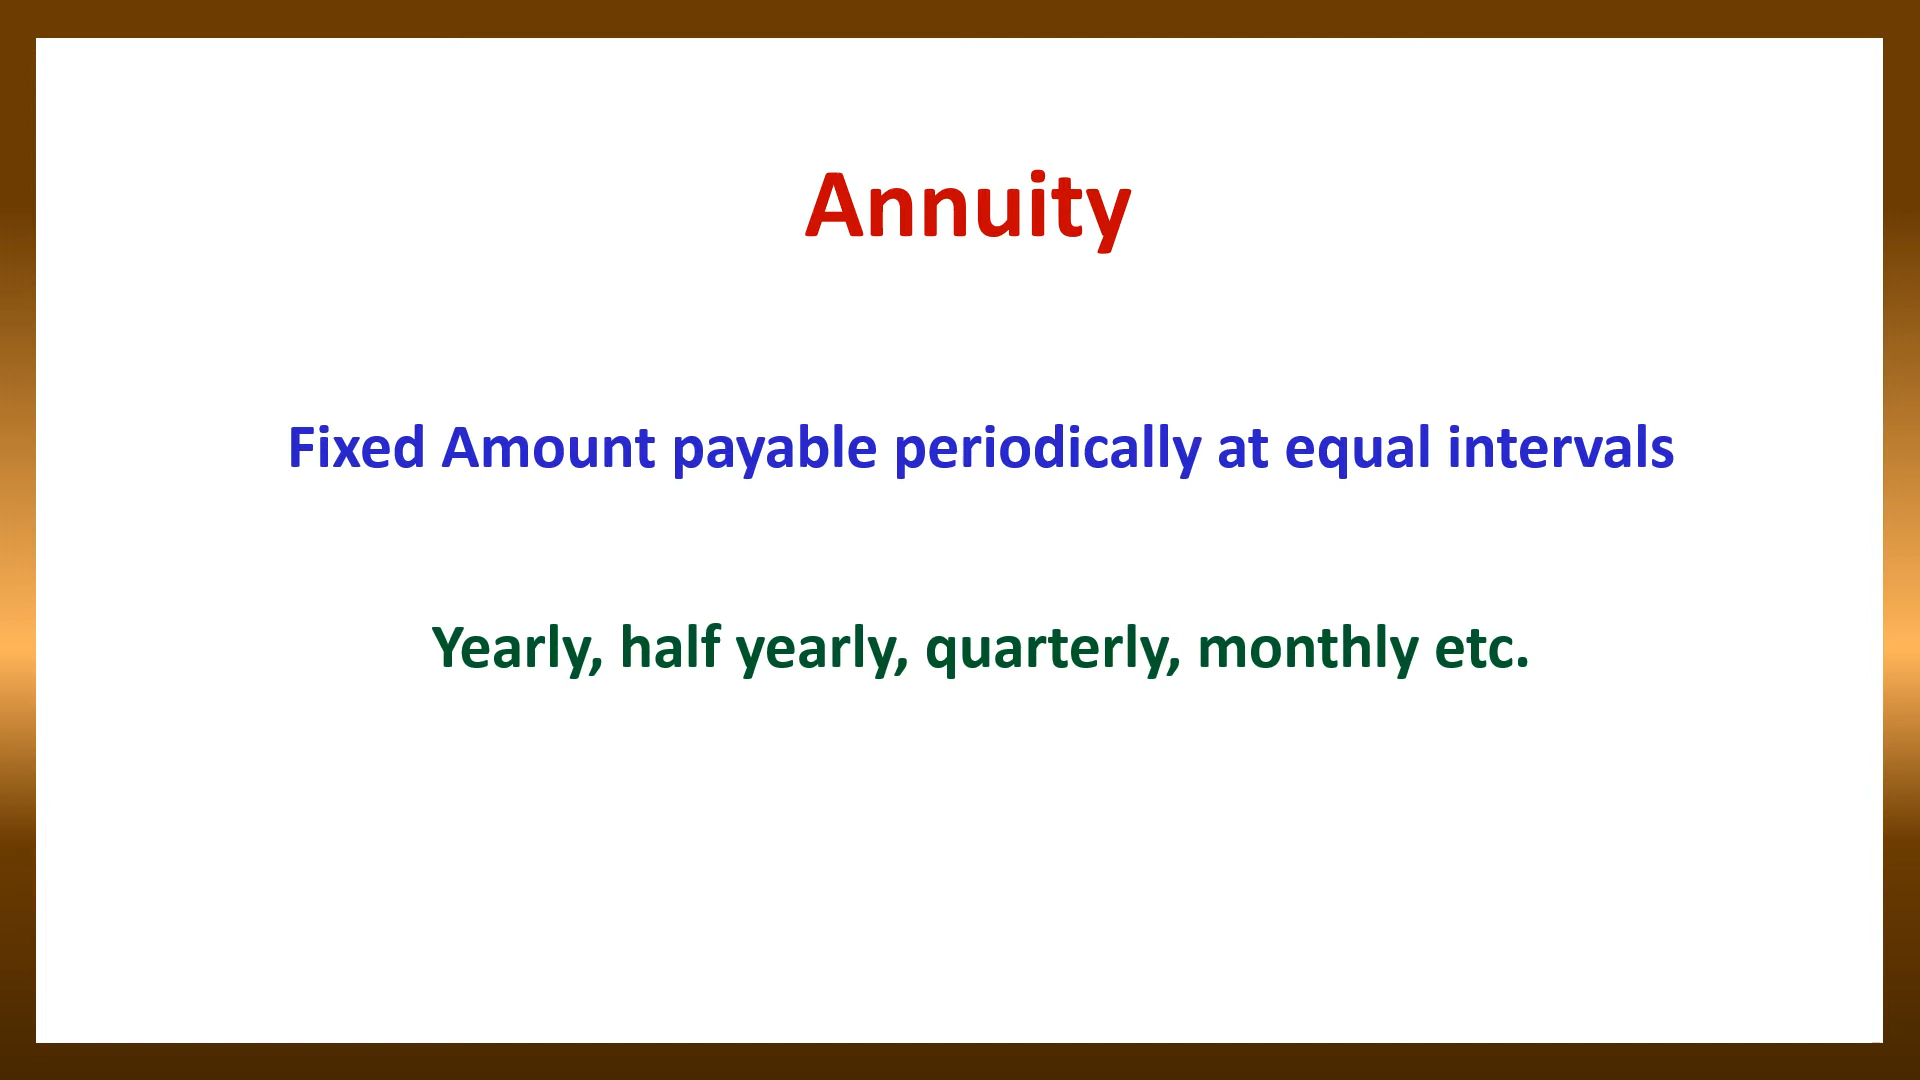 Annuity
Fixed Amount payable periodically at equal intervals
Yearly, half yearly, quarterly, monthly etc.